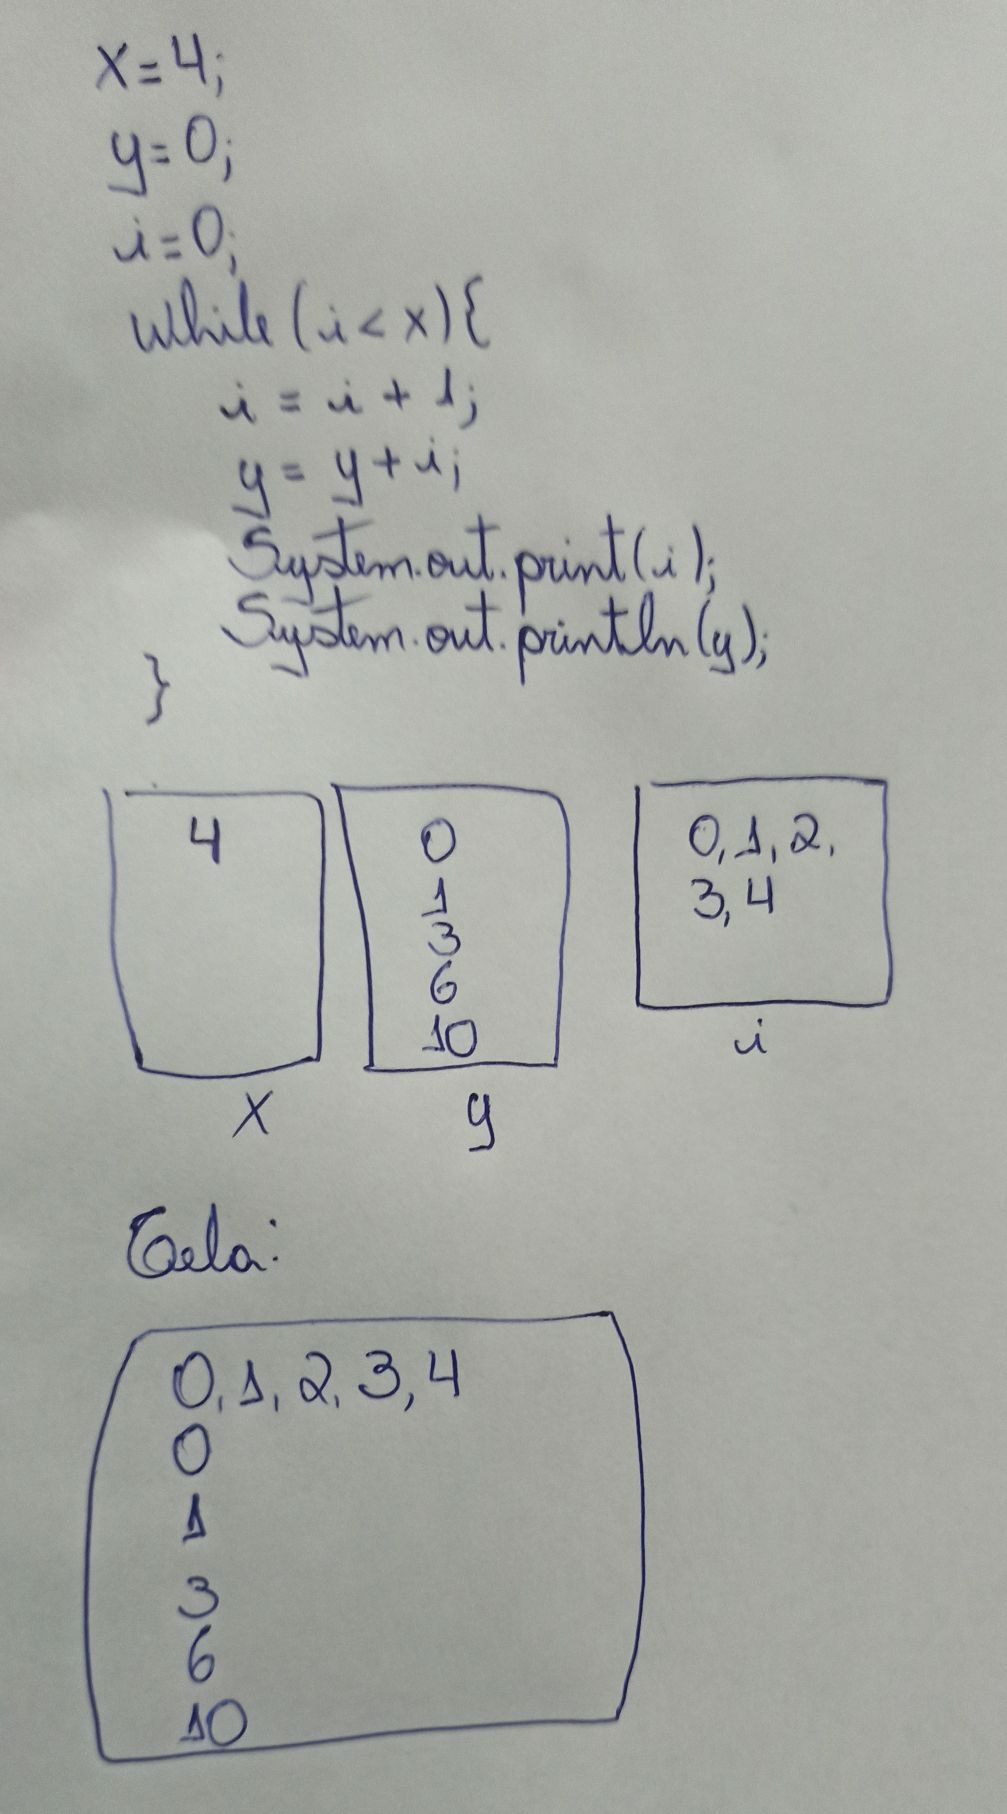 x=4;
y=0;
i=0;
while (i < x) {
i = i + 1;
y = y + i;
System.out.print(i);
System.out.println(y);
}
4
0
1
3
6
10
0, 1, 2,
3, 4
x
y
i
Tela:
0, 1, 2, 3, 4
0
1
3
6
10